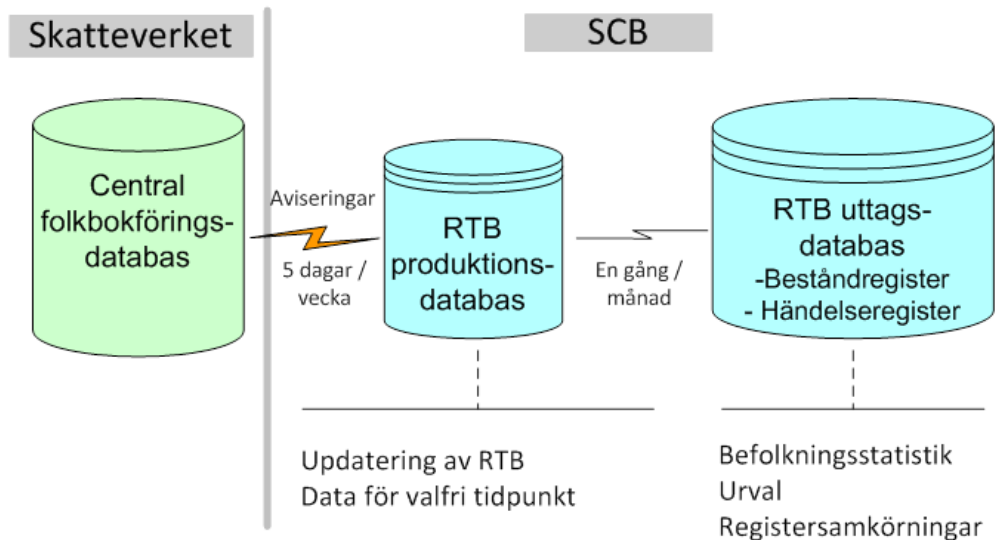 Skatteverket
SCB
Central
folkbokförings-
databas
Aviseringar
5 dagar /
vecka
RTB
produktions-
databas
En gång /
månad
RTB uttags-
databas
-Beståndregister
- Händelseregister
Updatering av RTB
Data för valfri tidpunkt
Befolkningsstatistik
Urval
Registersamkörningar